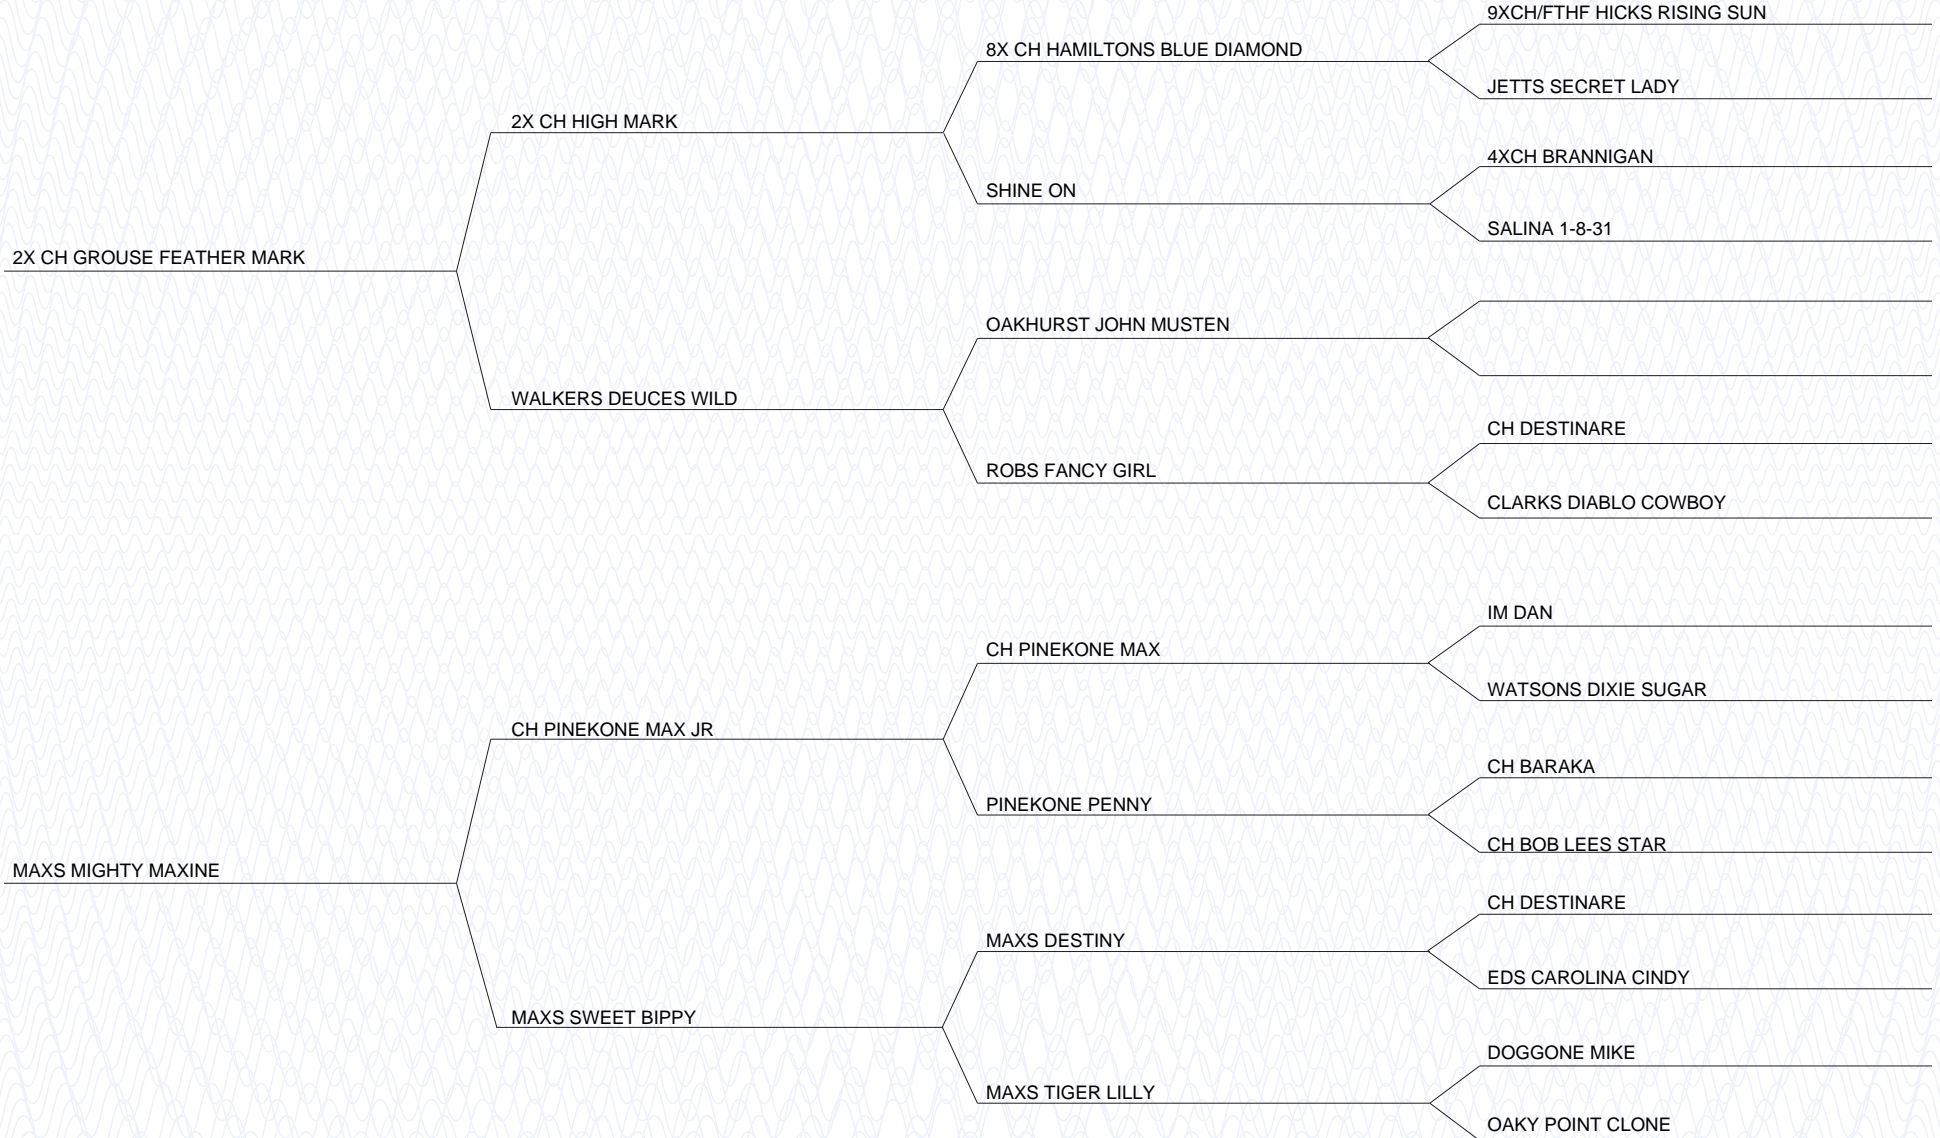 9XCH/FTHF HICKS RISING SUN
8X CH HAMILTONS BLUE DIAMOND
JETTS SECRET LADY
2X CH HIGH MARK
4XCH BRANNIGAN
SHINE ON
SALINA 1-8-31
2X CH GROUSE FEATHER MARK
OAKHURST JOHN MUSTEN
WALKERS DEUCES WILD
CH DESTINARE
ROBS FANCY GIRL
CLARKS DIABLO COWBOY
IM DAN
CH PINEKONE MAX
WATSONS DIXIE SUGAR
CH PINEKONE MAX JR
CH BARAKA
PINEKONE PENNY
CH BOB LEES STAR
MAXS MIGHTY MAXINE
CH DESTINARE
MAXS DESTINY
EDS CAROLINA CINDY
MAXS SWEET BIPPY
DOGGONE MIKE
MAXS TIGER LILLY
OAKY POINT CLONE